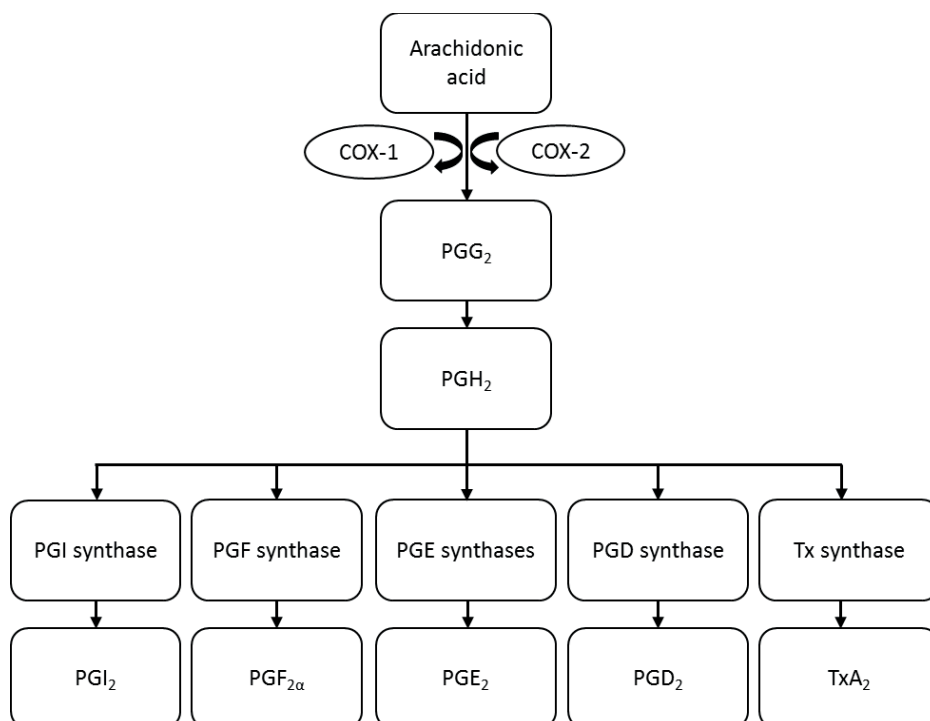 Arachidonic
acid
COX-1
COX-2
PGG₂
PGH₂
PGI synthase
PGF synthase
PGE synthases
PGD synthase
Tx synthase
PGI₂
PGF₂α
PGE₂
PGD₂
TxA₂